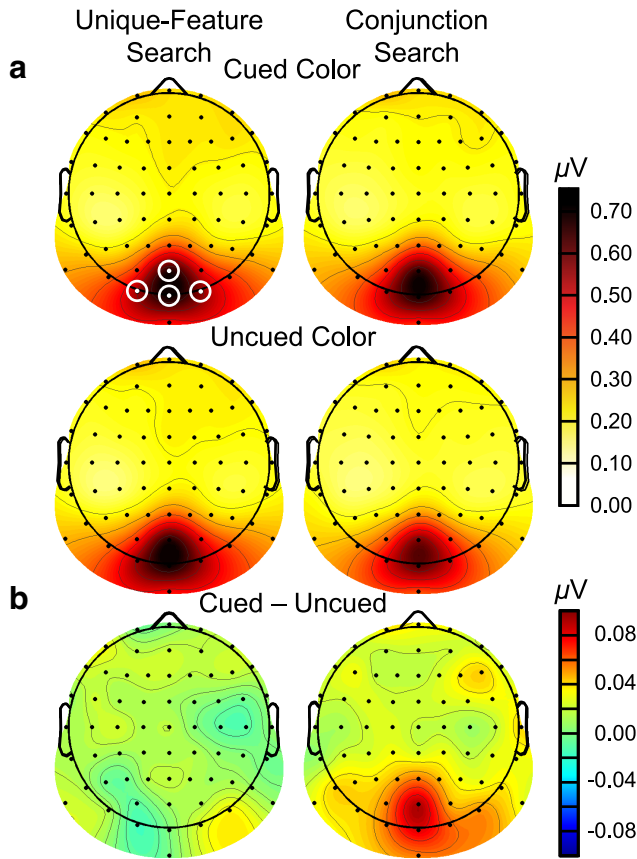 Unique-Feature
Search
Conjunction
Search
a
Cued Color
µV
0.70
0.60
0.50
0.40
0.30
0.20
0.10
0.00
Uncued Color
b
Cued – Uncued
µV
0.08
0.04
0.00
-0.04
-0.08